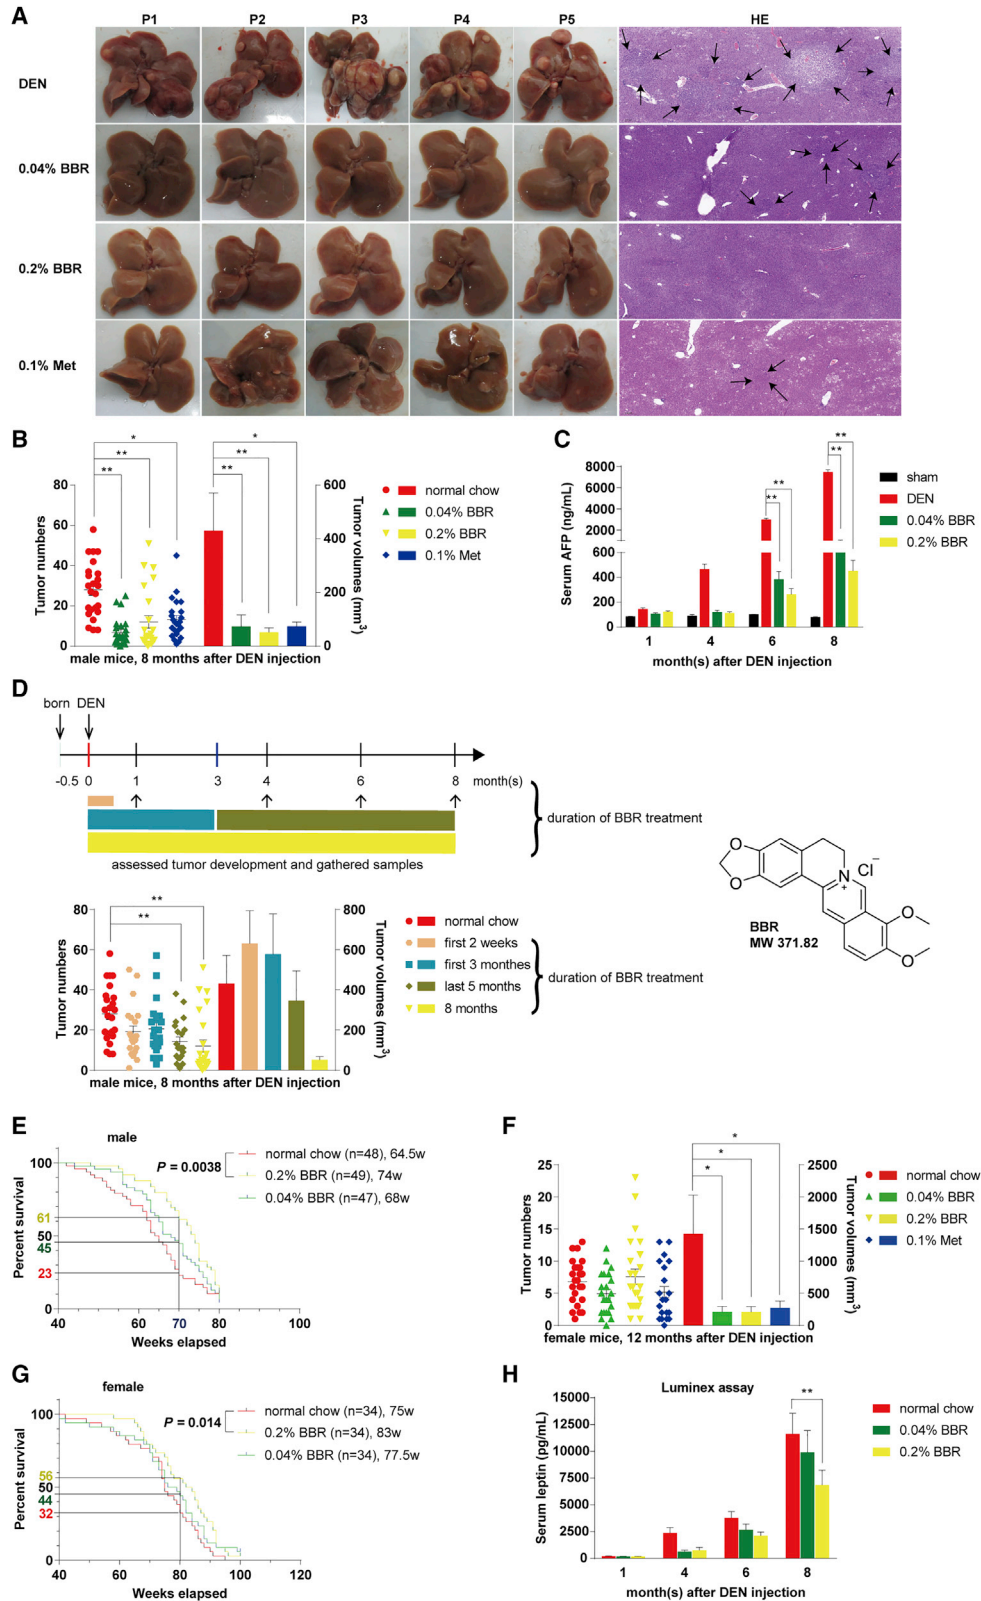 A
P1 P2 P3 P4 P5 HE
DEN
0.04% BBR
0.2% BBR
0.1% Met
B
* *
** **
** **
80 600
60
400
40
200
20
0 0
Tumor numbers
Tumor volumes (mm3)
male mice, 8 months after DEN injection
normal chow
0.04% BBR
0.2% BBR
0.1% Met
C
**
**
**
**
8000
6000
4000
2000
600
400
200
0
Serum AFP (ng/mL)
1 4 6 8
month(s) after DEN injection
sham
DEN
0.04% BBR
0.2% BBR
D
born DEN
-0.5 0 1 3 4 6 8 month(s)
duration of BBR treatment
assessed tumor development and gathered samples
N
+
Cl−
O
O
O
O
BBR
MW 371.82
**
**
80 800
60 600
40 400
20 200
0 0
Tumor numbers
Tumor volumes (mm3)
male mice, 8 months after DEN injection
normal chow
first 2 weeks
first 3 monthes
last 5 months
8 months
duration of BBR treatment
E
male
P = 0.0038
normal chow (n=48), 64.5w
0.2% BBR (n=49), 74w
0.04% BBR (n=47), 68w
100
61
50
45
23
0
Percent survival
40 60 70 80 100
Weeks elapsed
F
*
*
*
25 2500
20 2000
15 1500
10 1000
5 500
0 0
Tumor numbers
Tumor volumes (mm3)
female mice, 12 months after DEN injection
normal chow
0.04% BBR
0.2% BBR
0.1% Met
G
female
P = 0.014
normal chow (n=34), 75w
0.2% BBR (n=34), 83w
0.04% BBR (n=34), 77.5w
100
56
50
44
32
0
Percent survival
40 60 80 100 120
Weeks elapsed
H
Luminex assay
**
15000
12500
10000
7500
5000
2500
0
Serum leptin (pg/mL)
1 4 6 8
month(s) after DEN injection
normal chow
0.04% BBR
0.2% BBR